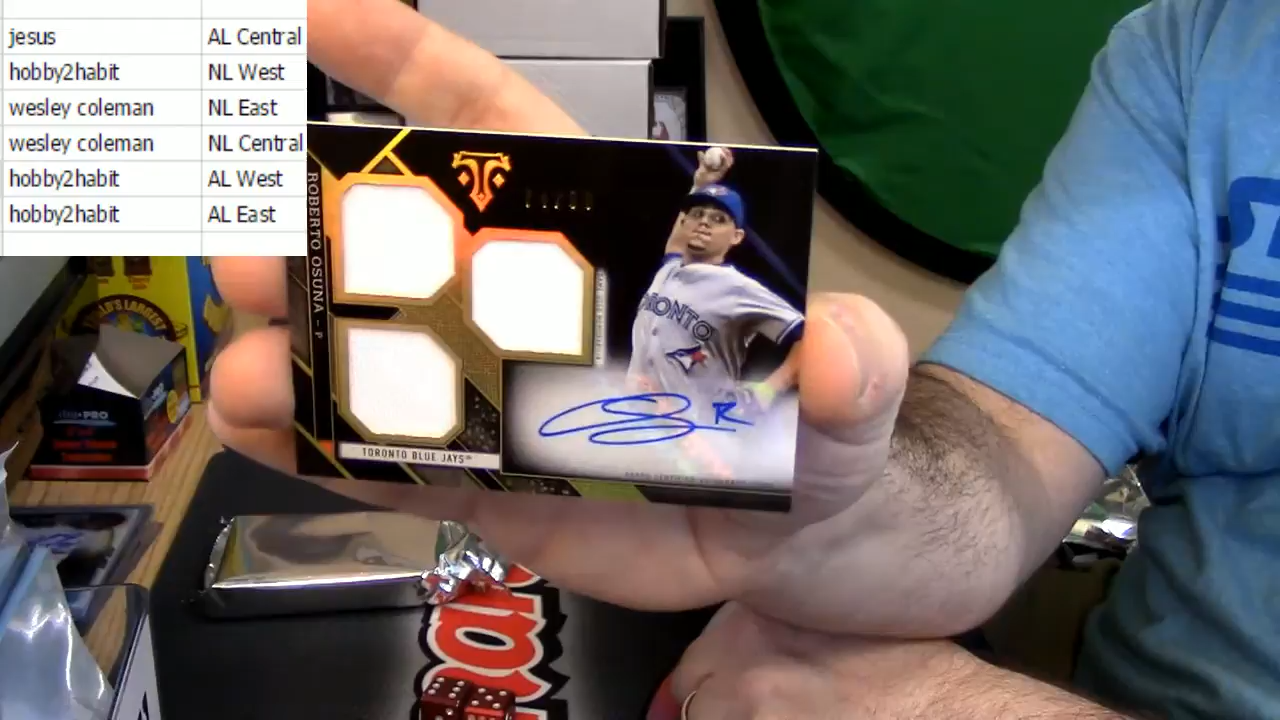 jesus AL Central
hobby2habit NL West
wesley coleman NL East
wesley coleman NL Central
hobby2habit AL West
hobby2habit AL East
ROBERTO OSUNA - P
TORONTO
TORONTO BLUE JAYS